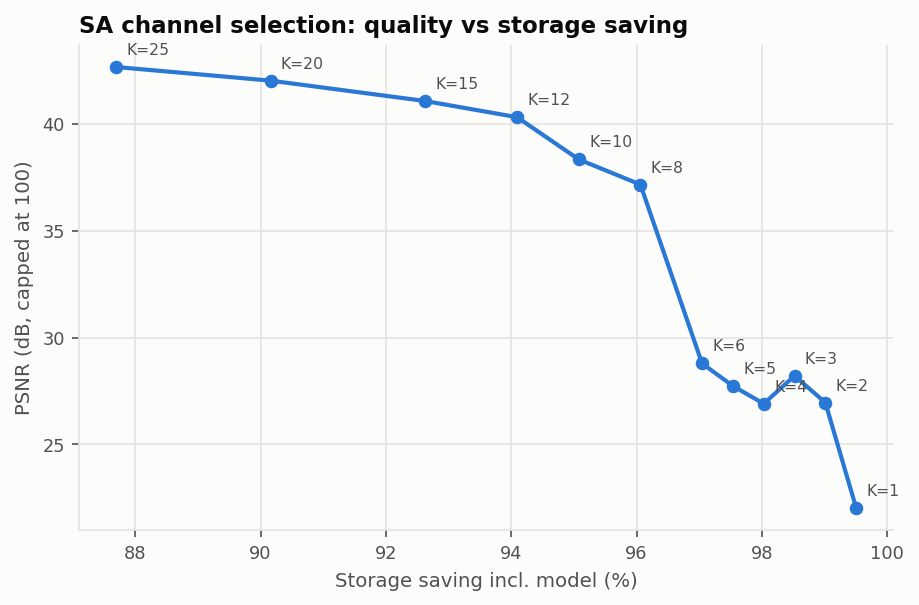 SA channel selection: quality vs storage saving
K=25
K=20
K=15
K=12
K=10
K=8
K=6
K=5
K=4
K=3
K=2
K=1
40
35
30
25
PSNR (dB, capped at 100)
88 90 92 94 96 98 100
Storage saving incl. model (%)